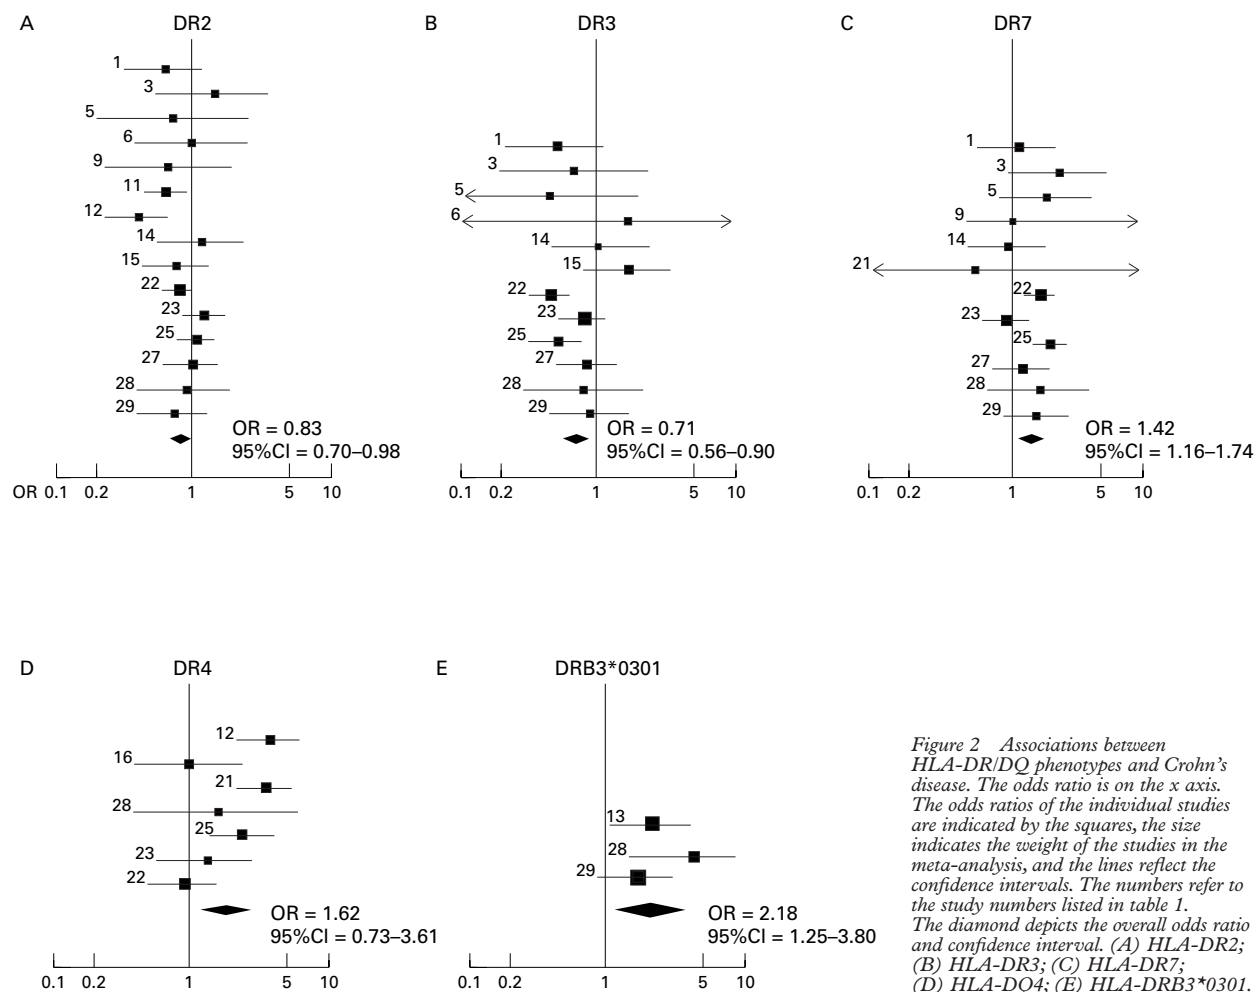 A
DR2
1
3
5
6
9
11
12
14
15
22
23
25
27
28
29
OR = 0.83
95%CI = 0.70–0.98
OR 0.1 0.2 1 5 10
B
DR3
1
3
5
6
14
15
22
23
25
27
28
29
OR = 0.71
95%CI = 0.56–0.90
0.1 0.2 1 5 10
C
DR7
1
3
5
9
14
21
22
23
25
27
28
29
OR = 1.42
95%CI = 1.16–1.74
0.1 0.2 1 5 10
D
DR4
12
16
21
28
25
23
22
OR = 1.62
95%CI = 0.73–3.61
0.1 0.2 1 5 10
E
DRB3*0301
13
28
29
OR = 2.18
95%CI = 1.25–3.80
0.1 0.2 1 5 10
Figure 2 Associations between
HLA-DR/DQ phenotypes and Crohn's
disease. The odds ratio is on the x axis.
The odds ratios of the individual studies
are indicated by the squares, the size
indicates the weight of the studies in the
meta-analysis, and the lines reflect the
confidence intervals. The numbers refer to
the study numbers listed in table 1.
The diamond depicts the overall odds ratio
and confidence interval. (A) HLA-DR2;
(B) HLA-DR3; (C) HLA-DR7;
(D) HLA-DO4; (E) HLA-DRB3*0301.